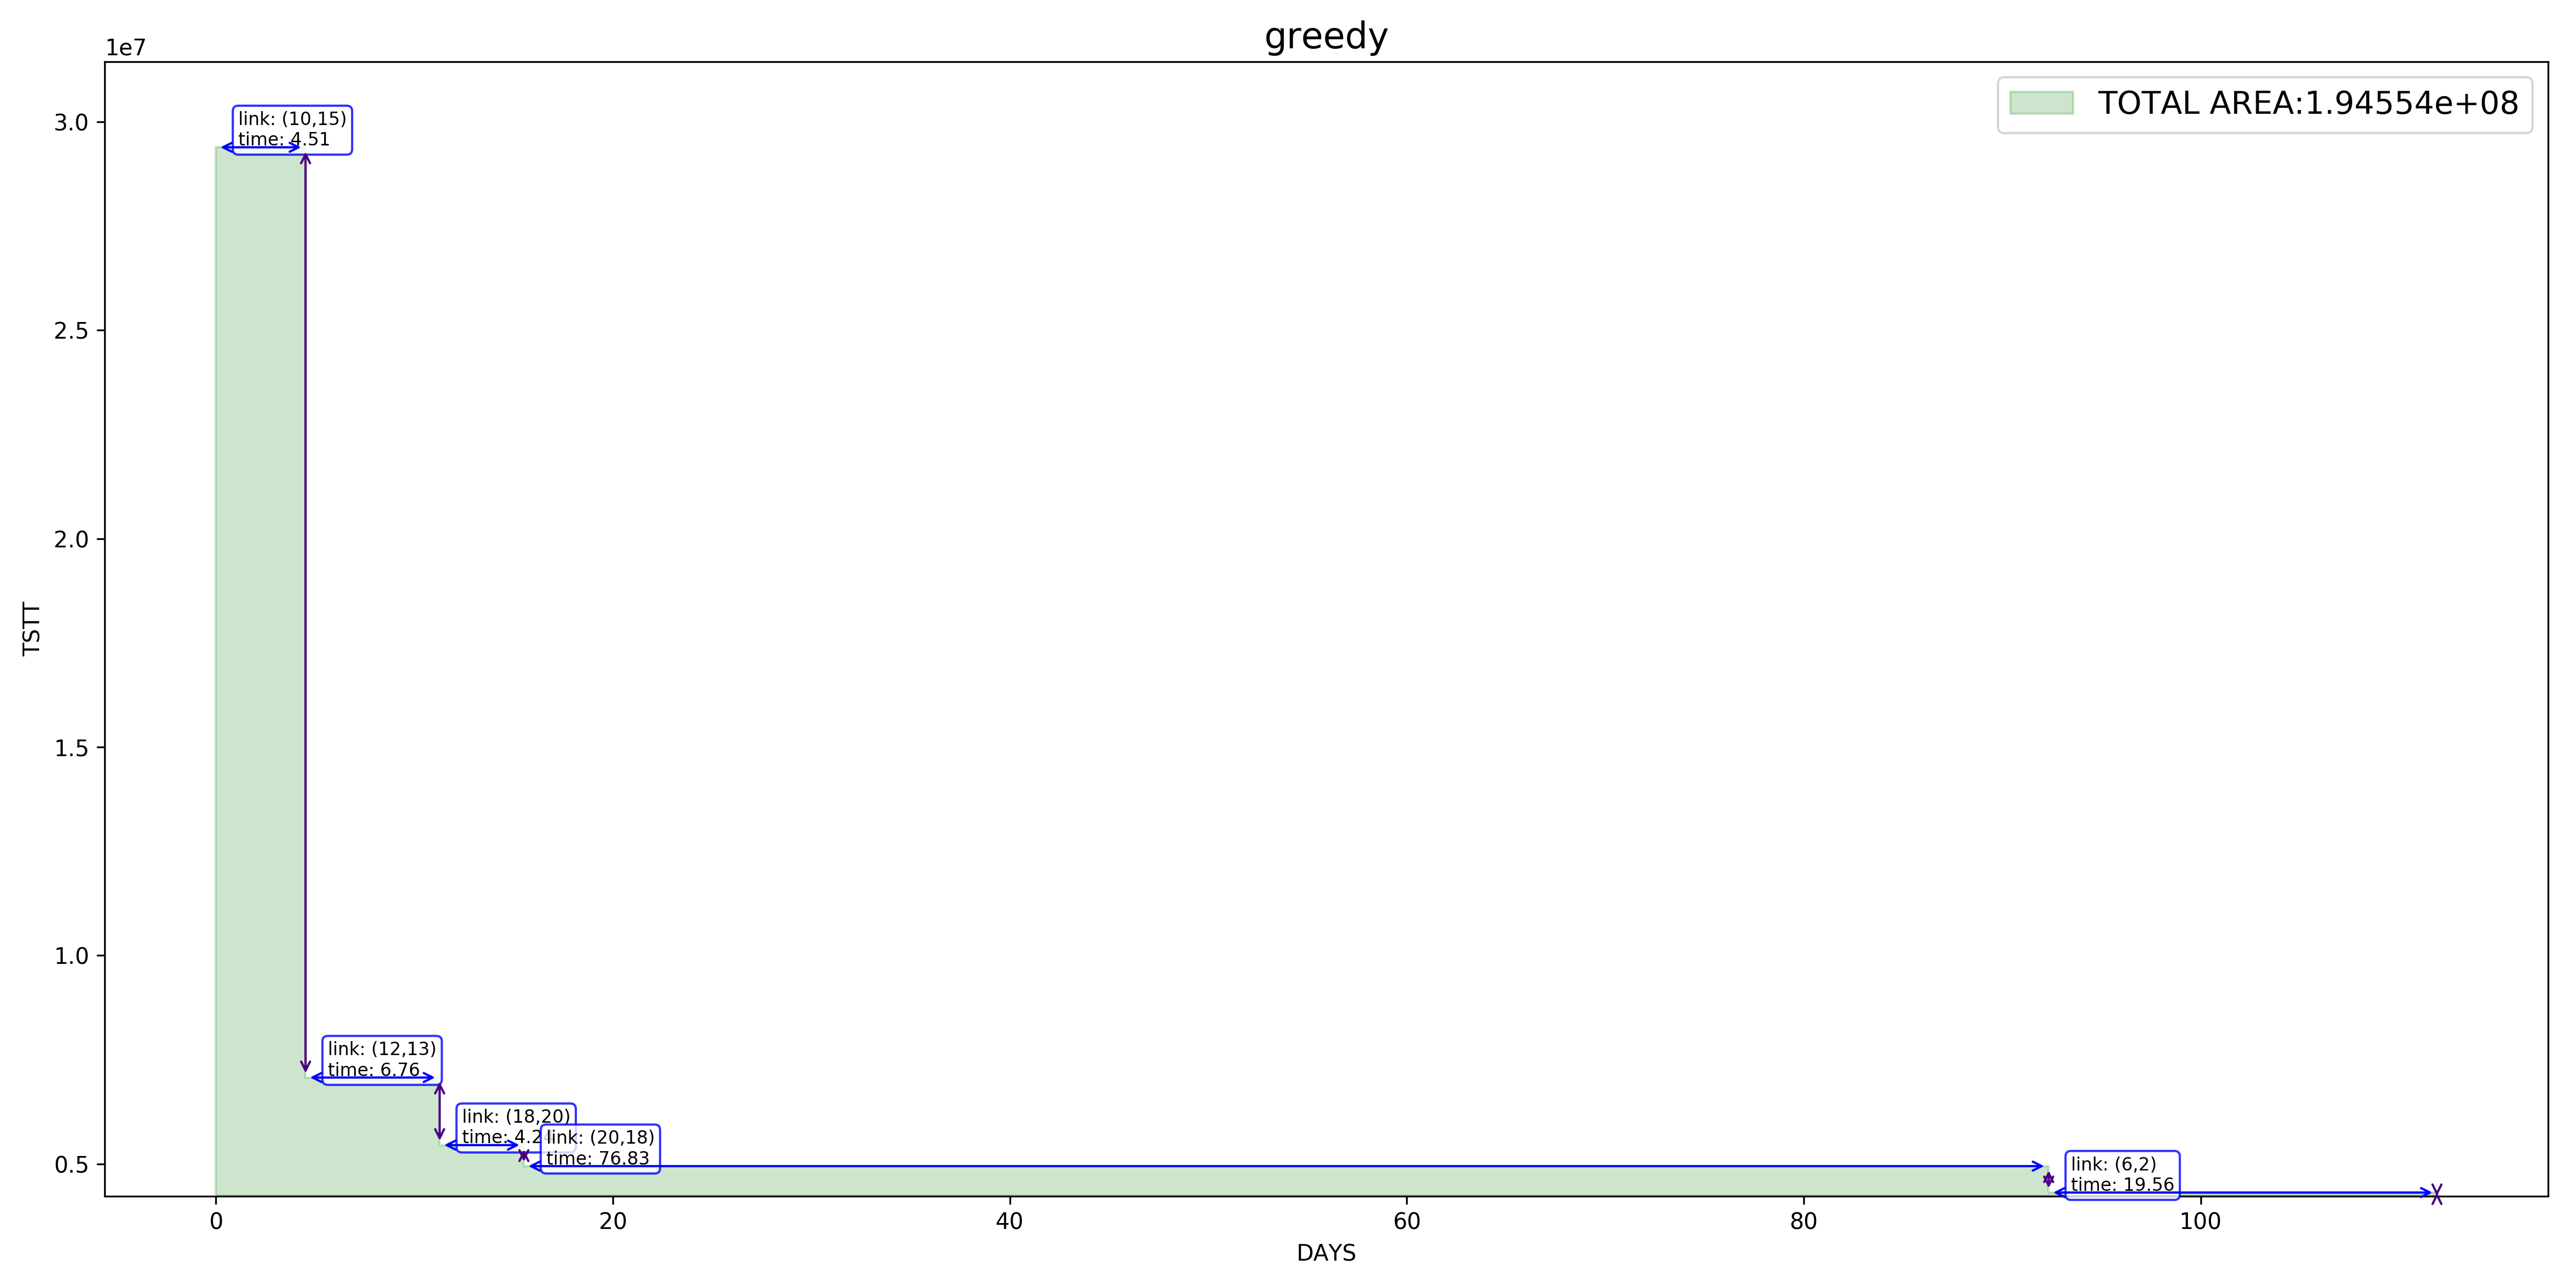 greedy
1e7
TOTAL AREA:1.94554e+08
3.0
2.5
2.0
1.5
1.0
0.5
TSTT
link: (10,15)
time: 4.51
link: (12,13)
time: 6.76
link: (18,20)
time:
link: (20,18)
time: 76.83
link: (6,2)
time: 19.56
0
20
40
60
80
100
DAYS